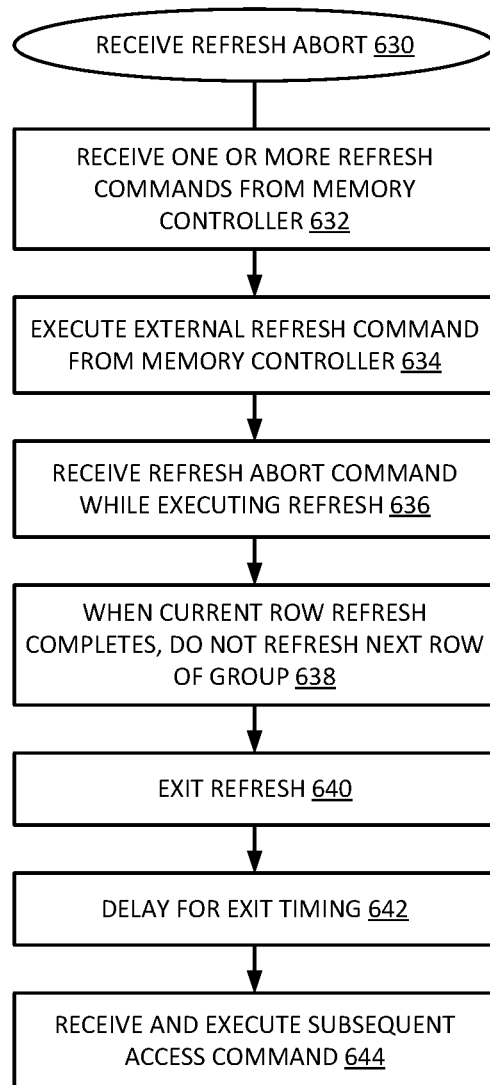 RECEIVE REFRESH ABORT 630
RECEIVE ONE OR MORE REFRESH
COMMANDS FROM MEMORY
CONTROLLER 632
EXECUTE EXTERNAL REFRESH COMMAND
FROM MEMORY CONTROLLER 634
RECEIVE REFRESH ABORT COMMAND
WHILE EXECUTING REFRESH 636
WHEN CURRENT ROW REFRESH
COMPLETES, DO NOT REFRESH NEXT ROW
OF GROUP 638
EXIT REFRESH 640
DELAY FOR EXIT TIMING 642
RECEIVE AND EXECUTE SUBSEQUENT
ACCESS COMMAND 644